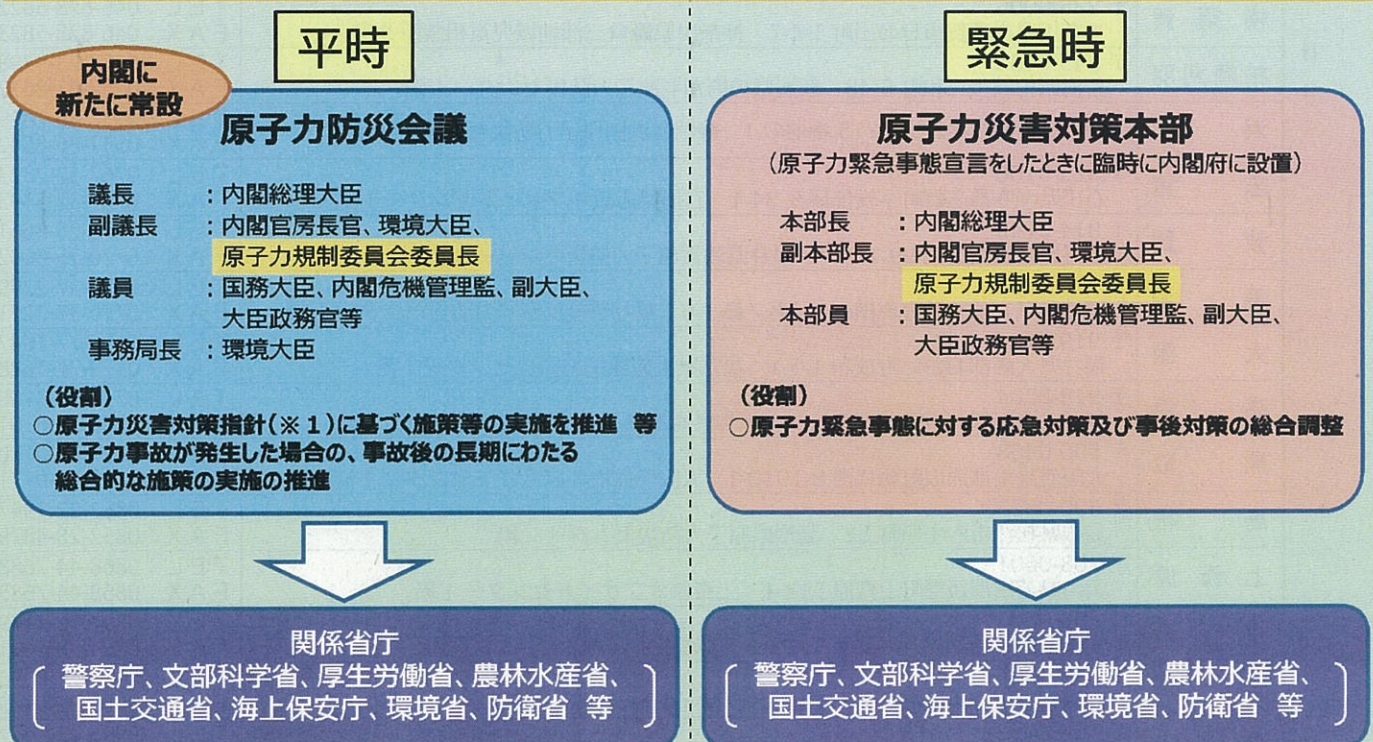 平時
内閣に
新たに常設
原子力防災会議
議長 :内閣総理大臣
副議長 :内閣官房長官、環境大臣、
原子力規制委員会委員長
議員 :国務大臣、内閣危機管理監、副大臣、
大臣政務官等
事務局長 :環境大臣
(役割)
○原子力災害対策指針(※1)に基づく施策等の実施を推進 等
○原子力事故が発生した場合の、事故後の長期にわたる
総合的な施策の実施の推進
関係省庁
警察庁、文部科学省、厚生労働省、農林水産省、
国土交通省、海上保安庁、環境省、防衛省 等
緊急時
原子力災害対策本部
(原子力緊急事態宣言をしたときに臨時に内閣府に設置)
本部長 :内閣総理大臣
副本部長 :内閣官房長官、環境大臣、
原子力規制委員会委員長
本部員 :国務大臣、内閣危機管理監、副大臣、
大臣政務官等
(役割)
○原子力緊急事態に対する応急対策及び事後対策の総合調整
関係省庁
警察庁、文部科学省、厚生労働省、農林水産省、
国土交通省、海上保安庁、環境省、防衛省 等